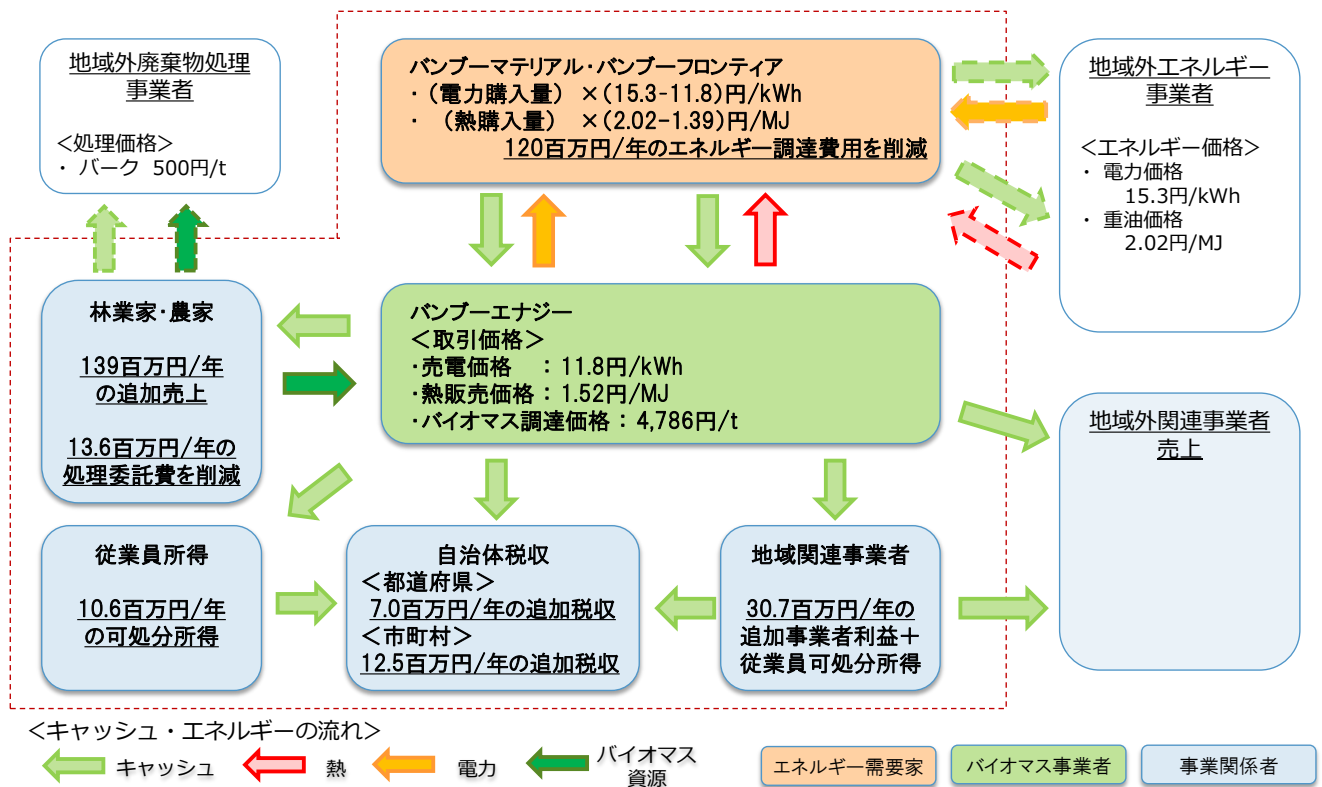 地域外廃棄物処理
事業者
＜処理価格＞
・ バーク 500円/t
バンブーマテリアル・バンブーフロンティア
・（電力購入量） ×(15.3-11.8)円/kWh
・ （熱購入量） ×(2.02-1.39)円/MJ
120百万円/年のエネルギー調達費用を削減
地域外エネルギー
事業者
＜エネルギー価格＞
・ 電力価格
15.3円/kWh
・ 重油価格
2.02円/MJ
林業家・農家
139百万円/年
の追加売上
13.6百万円/年の
処理委託費を削減
バンブーエナジー
＜取引価格＞
・売電価格 ：11.8円/kWh
・熱販売価格：1.52円/MJ
・バイオマス調達価格：4,786円/t
地域外関連事業者
売上
従業員所得
10.6百万円/年
の可処分所得
自治体税収
＜都道府県＞
7.0百万円/年の追加税収
＜市町村＞
12.5百万円/年の追加税収
地域関連事業者
30.7百万円/年の
追加事業者利益＋
従業員可処分所得
＜キャッシュ・エネルギーの流れ＞
キャッシュ
熱
電力
バイオマス
資源
エネルギー需要家
バイオマス事業者
事業関係者